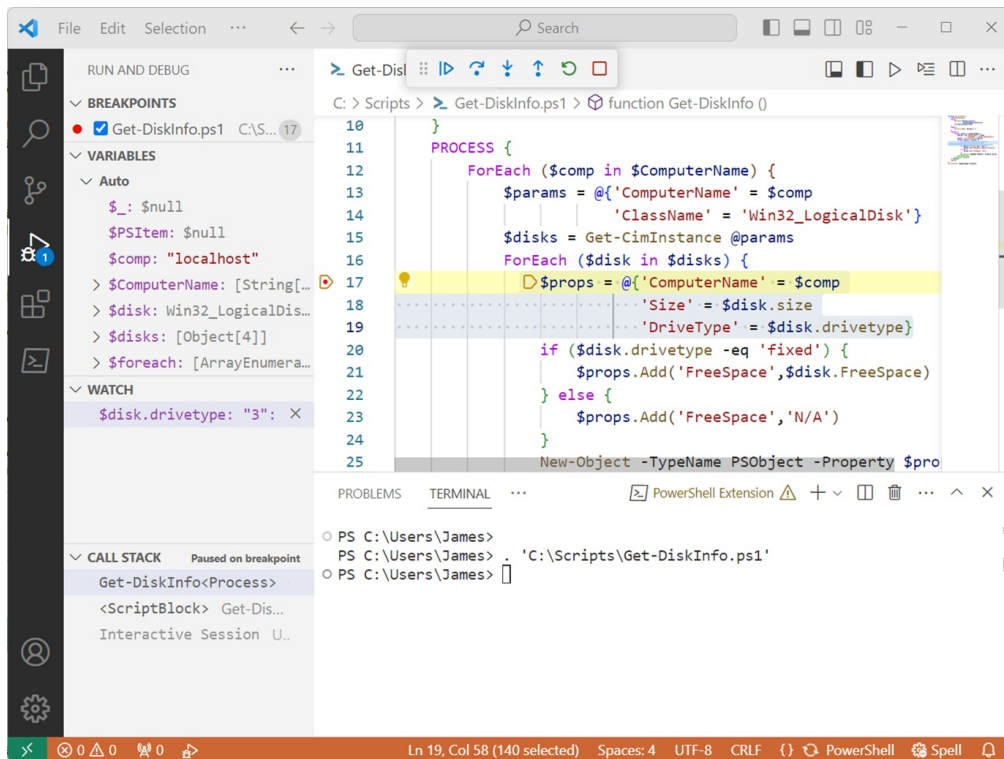 File Edit Selection ··· Search
RUN AND DEBUG ···
BREAKPOINTS
Get-DiskInfo.ps1 C:\S... 17
VARIABLES
Auto
$_: $null
$PSItem: $null
$comp: "localhost"
$ComputerName: [String[...
$disk: Win32_LogicalDis...
$disks: [Object[4]]
$foreach: [ArrayEnumera...
WATCH
$disk.drivetype: "3":
CALL STACK Paused on breakpoint
Get-DiskInfo<Process>
<ScriptBlock> Get-Dis...
Interactive Session U..
Get-Disl
C: > Scripts > Get-DiskInfo.ps1 > function Get-DiskInfo ()
10 }
11 PROCESS {
12 ForEach ($comp in $ComputerName) {
13 $params = @{'ComputerName' = $comp
14 'ClassName' = 'Win32_LogicalDisk'}
15 $disks = Get-CimInstance @params
16 ForEach ($disk in $disks) {
17 $props = @{'ComputerName' = $comp
18 'Size' = $disk.size
19 'DriveType' = $disk.drivetype}
20 if ($disk.drivetype -eq 'fixed') {
21 $props.Add('FreeSpace',$disk.FreeSpace)
22 } else {
23 $props.Add('FreeSpace','N/A')
24 }
25 New-Object -TypeName PSObject -Property $pro
PROBLEMS TERMINAL ··· PowerShell Extension
PS C:\Users\James>
PS C:\Users\James> . 'C:\Scripts\Get-DiskInfo.ps1'
PS C:\Users\James>
1
0 0 0 Ln 19, Col 58 (140 selected) Spaces: 4 UTF-8 CRLF {} PowerShell Spell